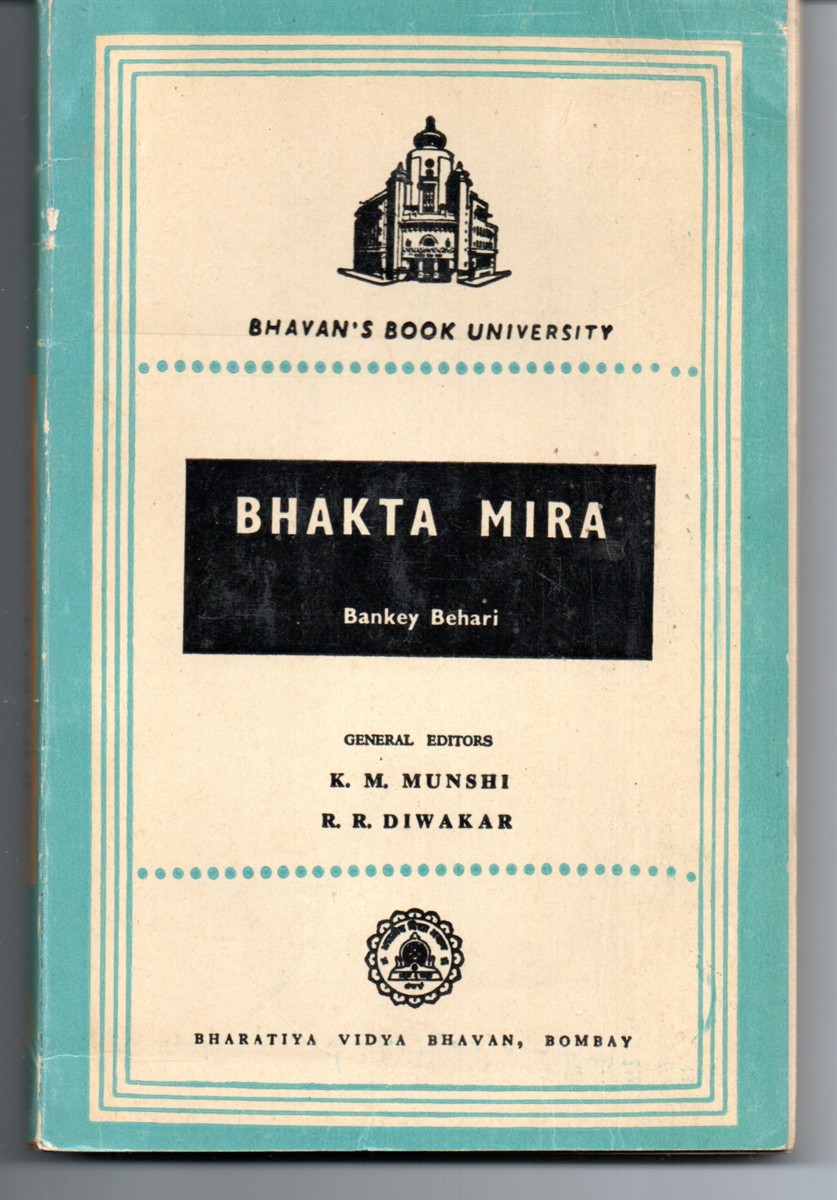 BHAVAN'S BOOK UNIVERSITY
BHAKTA MIRA
Bankey Behari
GENERAL EDITORS
K. M. MUNSHI
R. R. DIWAKAR
BHARATIYA VIDYA BHAVAN, BOMBAY